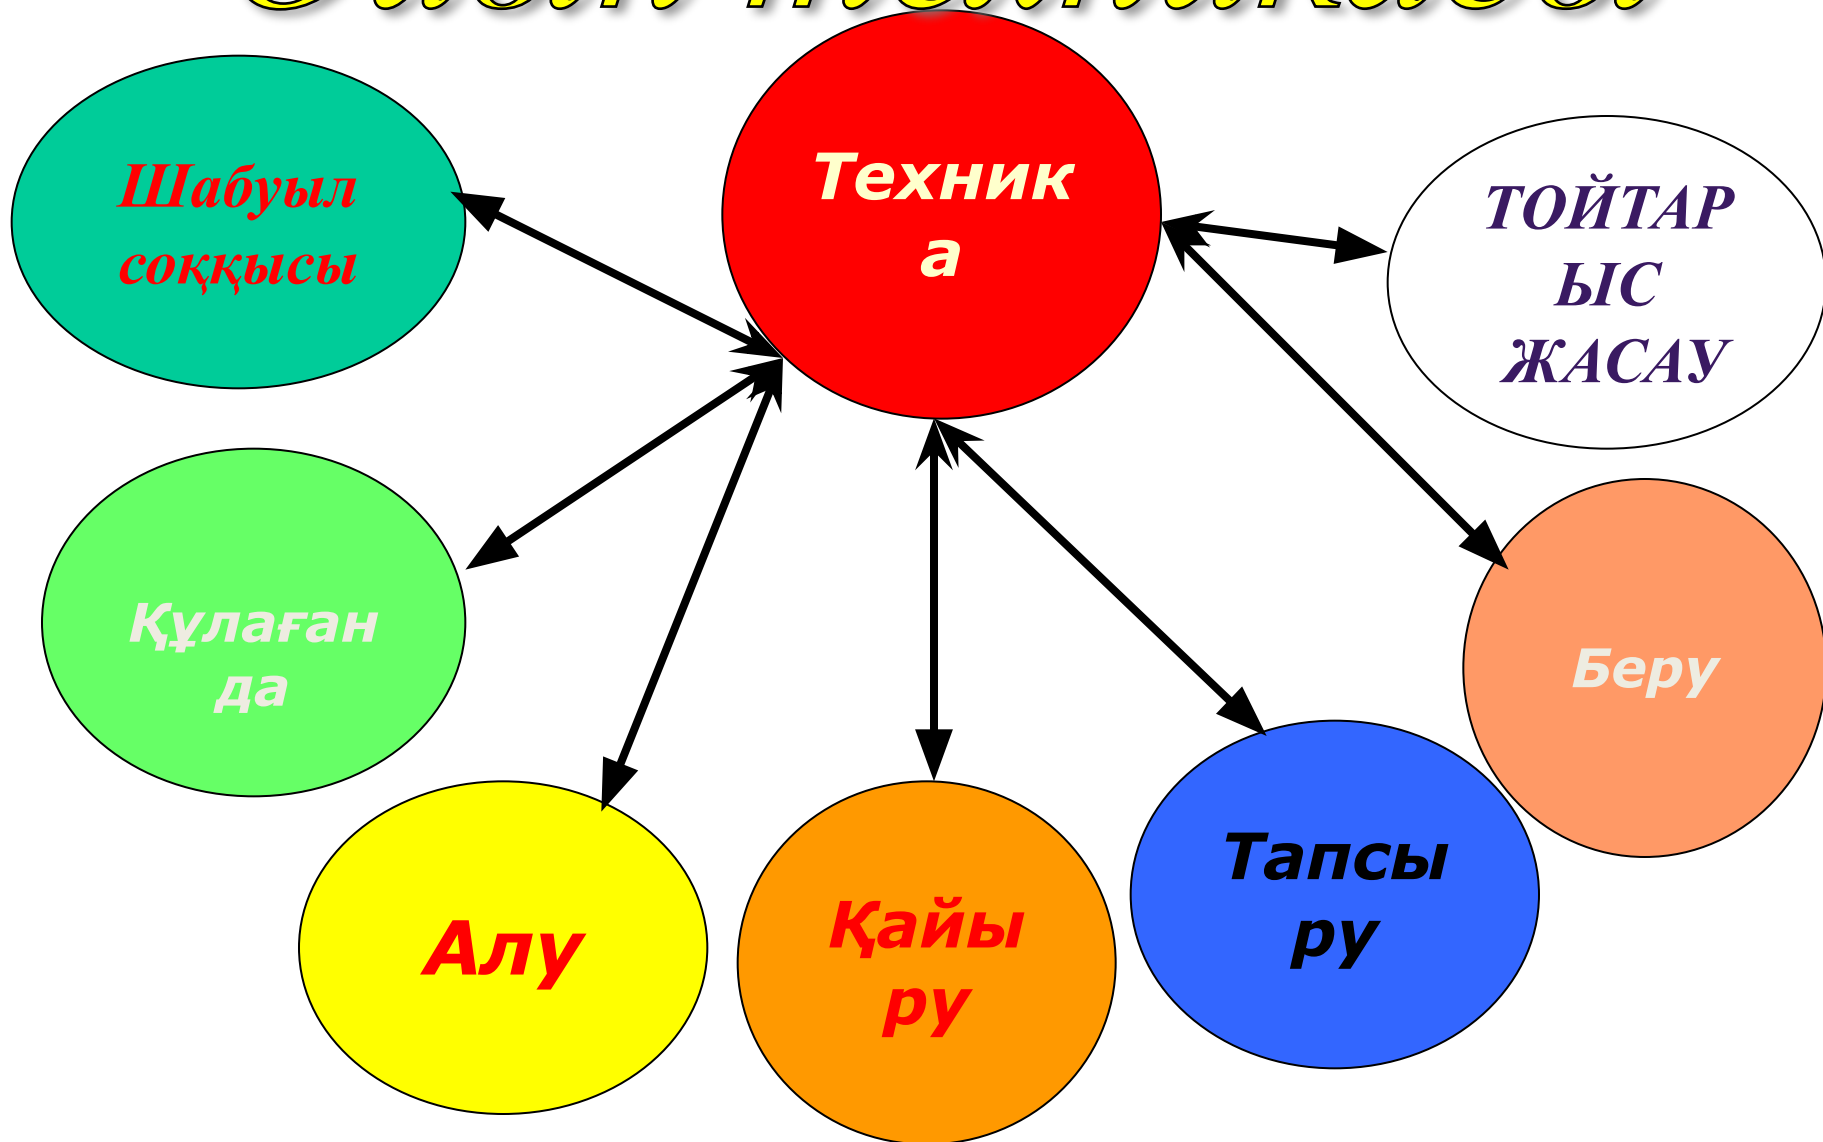 Техник
а
Шабуыл
соққысы
ТОЙТАР
ЫС
ЖАСАУ
Құлаған
да
Беру
Алу
Қайы
ру
Тапсы
ру